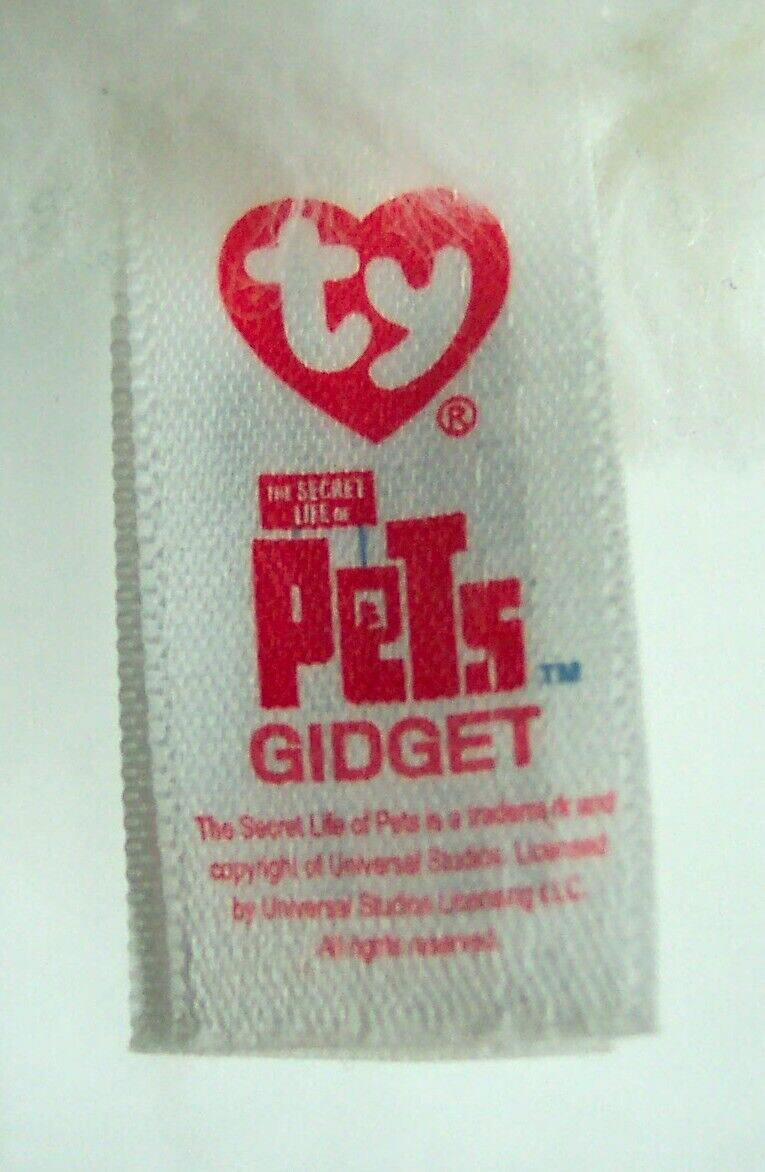 ty
®
THE SECRET
LIFE OF
PETS ™
GIDGET
The Secret Life of Pets is a trademark and
copyright of Universal Studios. Licensed
by Universal Studios Licensing LLC.
All rights reserved.